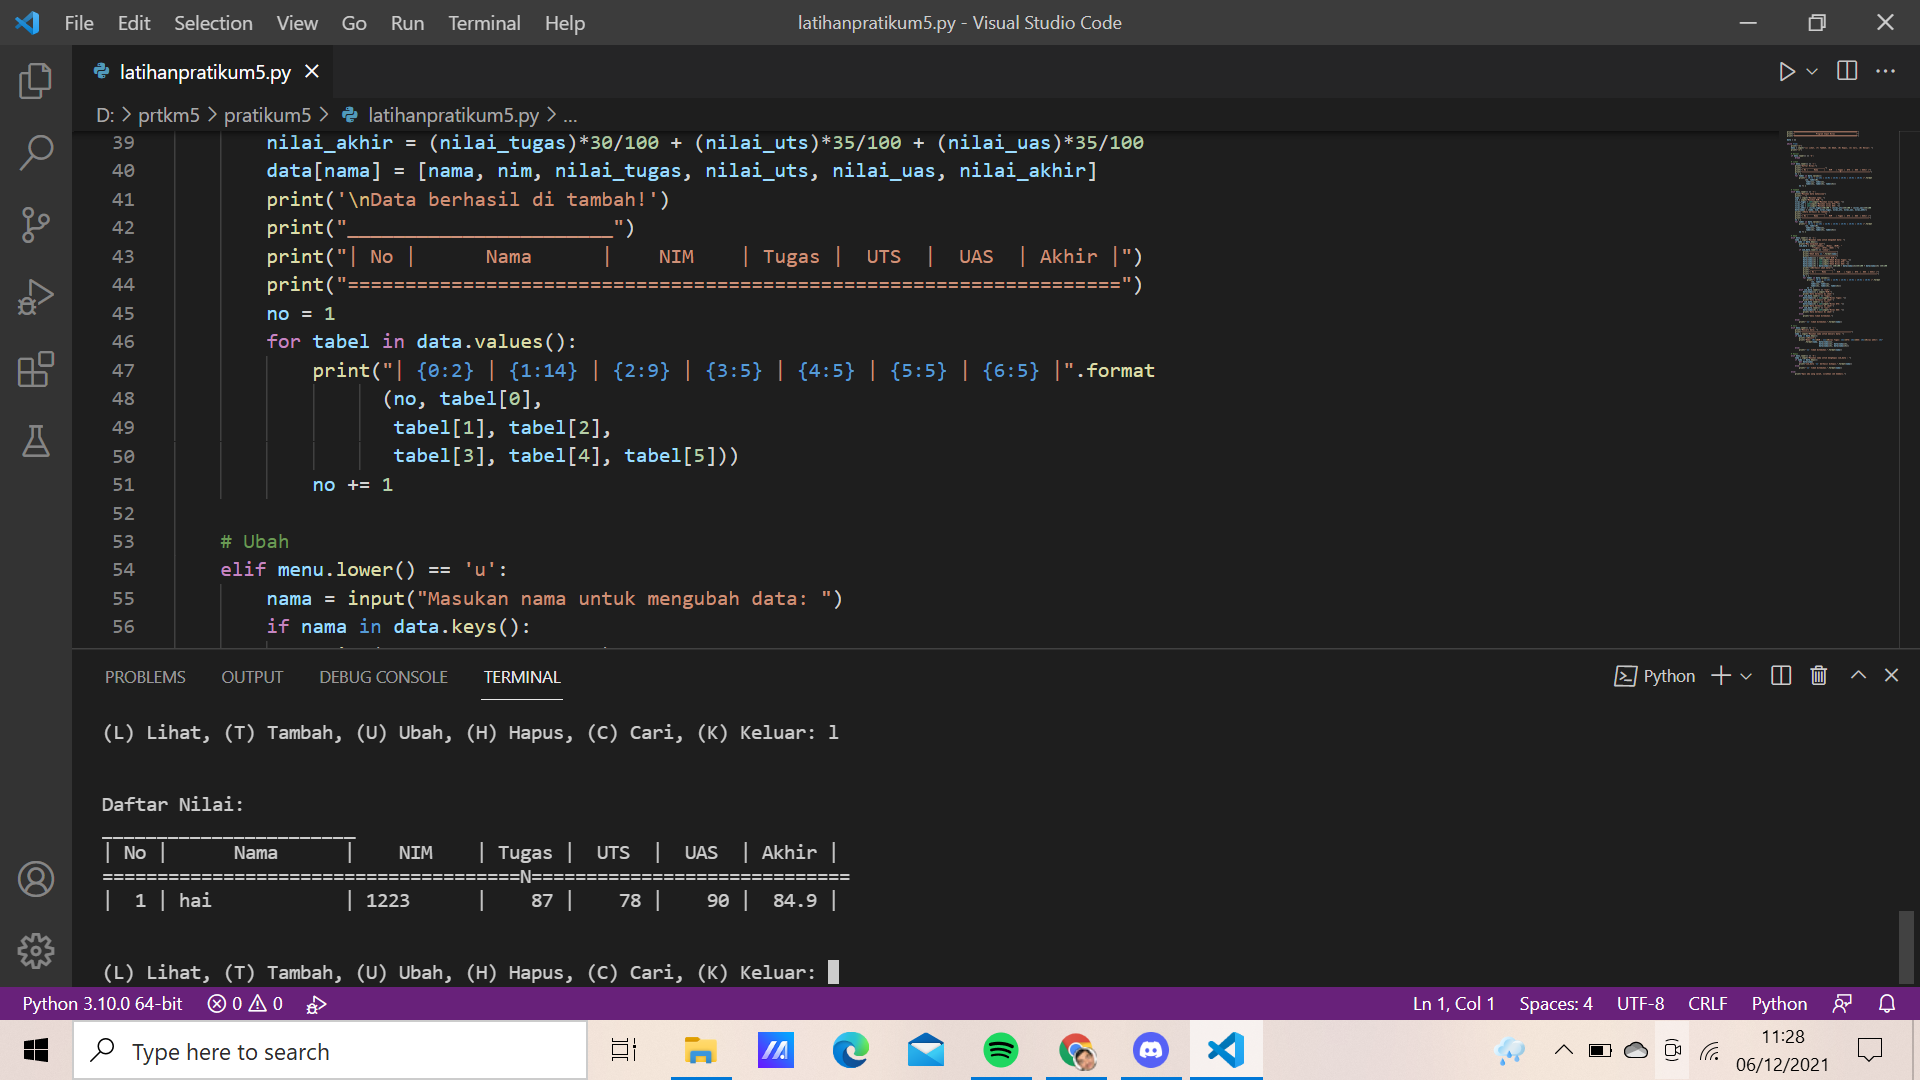 File Edit Selection View Go Run Terminal Help latihanpratikum5.py - Visual Studio Code
latihanpratikum5.py
D: > prtkm5 > pratikum5 > latihanpratikum5.py > ...
39 nilai_akhir = (nilai_tugas)*30/100 + (nilai_uts)*35/100 + (nilai_uas)*35/100
40 data[nama] = [nama, nim, nilai_tugas, nilai_uts, nilai_uas, nilai_akhir]
41 print('\nData berhasil di tambah!')
42 print("_______________________")
43 print("| No |      Nama      |    NIM    | Tugas |  UTS  |  UAS  | Akhir |")
44 print("===================================================================")
45 no = 1
46 for tabel in data.values():
47 print("| {0:2} | {1:14} | {2:9} | {3:5} | {4:5} | {5:5} | {6:5} |".format
48 (no, tabel[0],
49 tabel[1], tabel[2],
50 tabel[3], tabel[4], tabel[5]))
51 no += 1
52
53 # Ubah
54 elif menu.lower() == 'u':
55 nama = input("Masukan nama untuk mengubah data: ")
56 if nama in data.keys():
PROBLEMS OUTPUT DEBUG CONSOLE TERMINAL Python
(L) Lihat, (T) Tambah, (U) Ubah, (H) Hapus, (C) Cari, (K) Keluar: l
Daftar Nilai:
_______________________
| No |      Nama      |    NIM    | Tugas |  UTS  |  UAS  | Akhir |
======================================N=============================
|  1 | hai            | 1223      |    87 |    78 |    90 |  84.9 |
(L) Lihat, (T) Tambah, (U) Ubah, (H) Hapus, (C) Cari, (K) Keluar:
Python 3.10.0 64-bit 0 0 Ln 1, Col 1 Spaces: 4 UTF-8 CRLF Python
Type here to search
11:28
06/12/2021